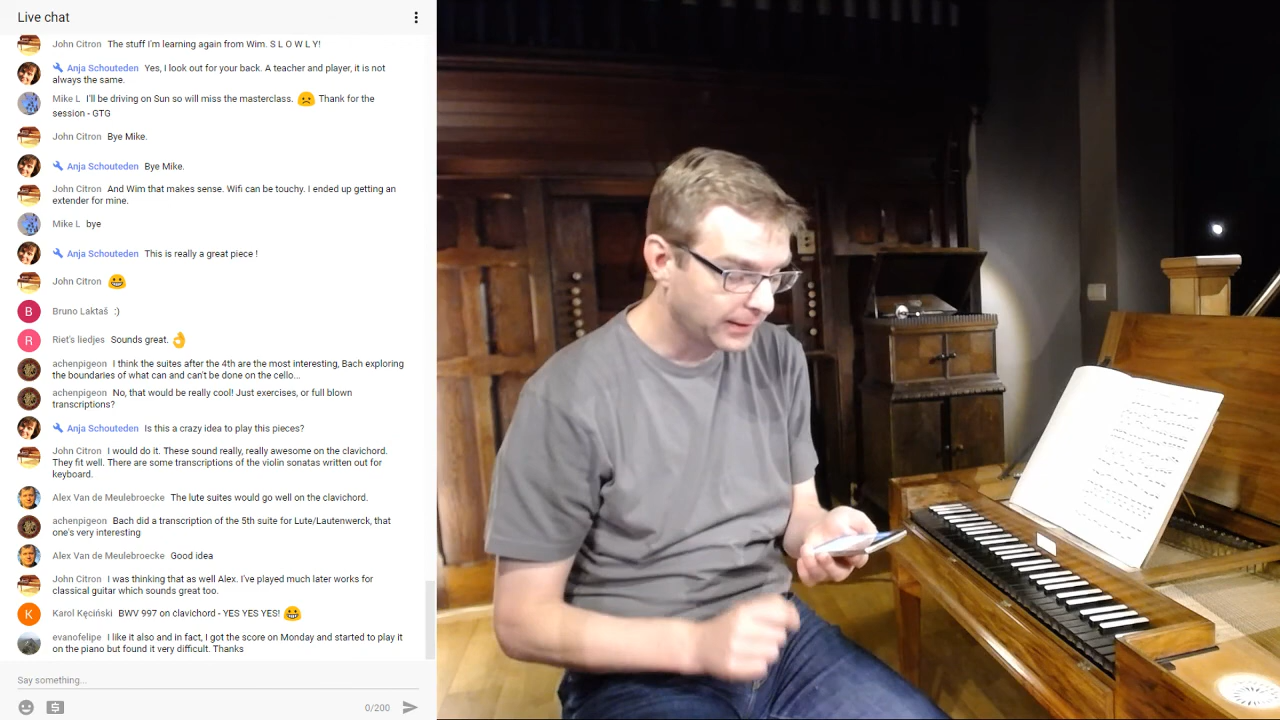 Live chat
John Citron The stuff I'm learning again from Wim. S L O W L Y!
Anja Schouteden Yes, I look out for your back. A teacher and player, it is not
always the same.
Mike L I'll be driving on Sun so will miss the masterclass. ☹️ Thank for the
session - GTG
John Citron Bye Mike.
Anja Schouteden Bye Mike.
John Citron And Wim that makes sense. Wifi can be touchy. I ended up getting an
extender for mine.
Mike L bye
Anja Schouteden This is really a great piece !
John Citron 😀
B Bruno Laktaš :)
R Riet's liedjes Sounds great. 👌
achenpigeon I think the suites after the 4th are the most interesting, Bach exploring
the boundaries of what can and can't be done on the cello...
achenpigeon No, that would be really cool! Just exercises, or full blown
transcriptions?
Anja Schouteden Is this a crazy idea to play this pieces?
John Citron I would do it. These sound really, really awesome on the clavichord.
They fit well. There are some transcriptions of the violin sonatas written out for
keyboard.
Alex Van de Meulebroecke The lute suites would go well on the clavichord.
achenpigeon Bach did a transcription of the 5th suite for Lute/Lautenwerck, that
one's very interesting
Alex Van de Meulebroecke Good idea
John Citron I was thinking that as well Alex. I've played much later works for
classical guitar which sounds great too.
K Karol Kęciński BWV 997 on clavichord - YES YES YES! 😀
evanofelipe I like it also and in fact, I got the score on Monday and started to play it
on the piano but found it very difficult. Thanks
Say something...
0/200